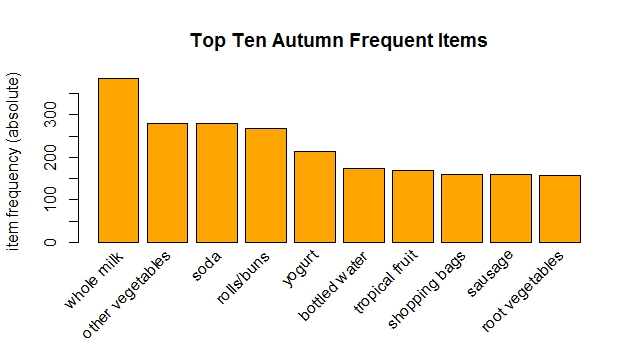 Top Ten Autumn Frequent Items
item frequency (absolute)
300
200
100
0
whole milk
other vegetables
soda
rolls/buns
yogurt
bottled water
tropical fruit
shopping bags
sausage
root vegetables